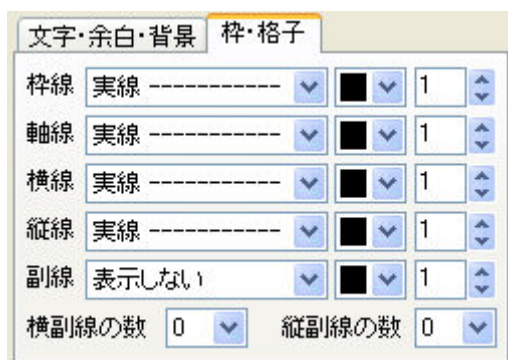 文字・余白・背景 枠・格子
枠線 実線 ----------- 1
軸線 実線 ----------- 1
横線 実線 ----------- 1
縦線 実線 ----------- 1
副線 表示しない 1
横副線の数 0 縦副線の数 0